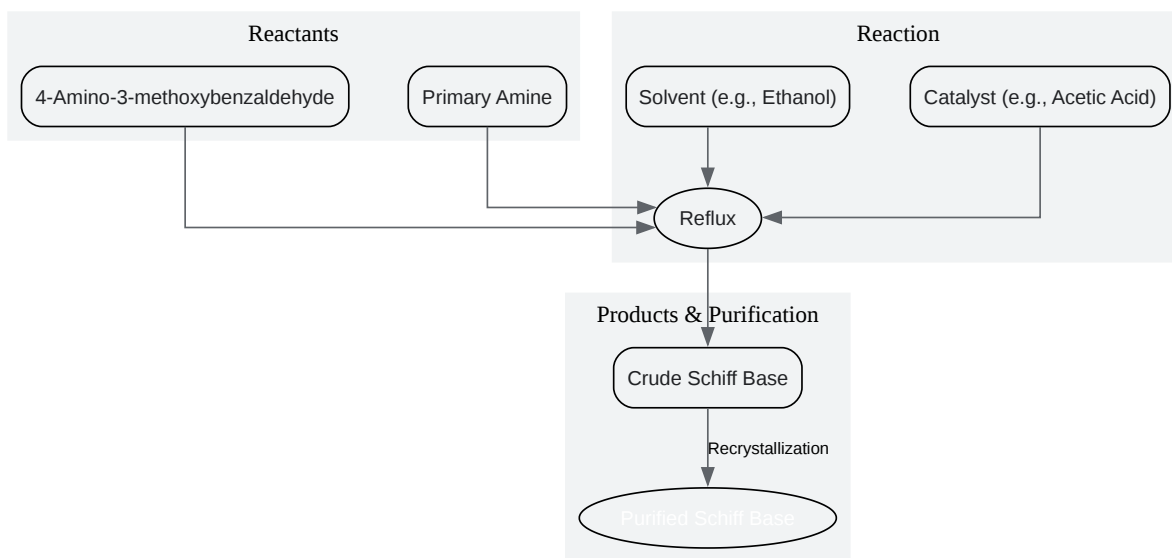 Reactants
Reaction
4-Amino-3-methoxybenzaldehyde
Primary Amine
Solvent (e.g., Ethanol)
Catalyst (e.g., Acetic Acid)
Reflux
Products & Purification
Crude Schiff Base
Recrystallization
Purified Schiff Base